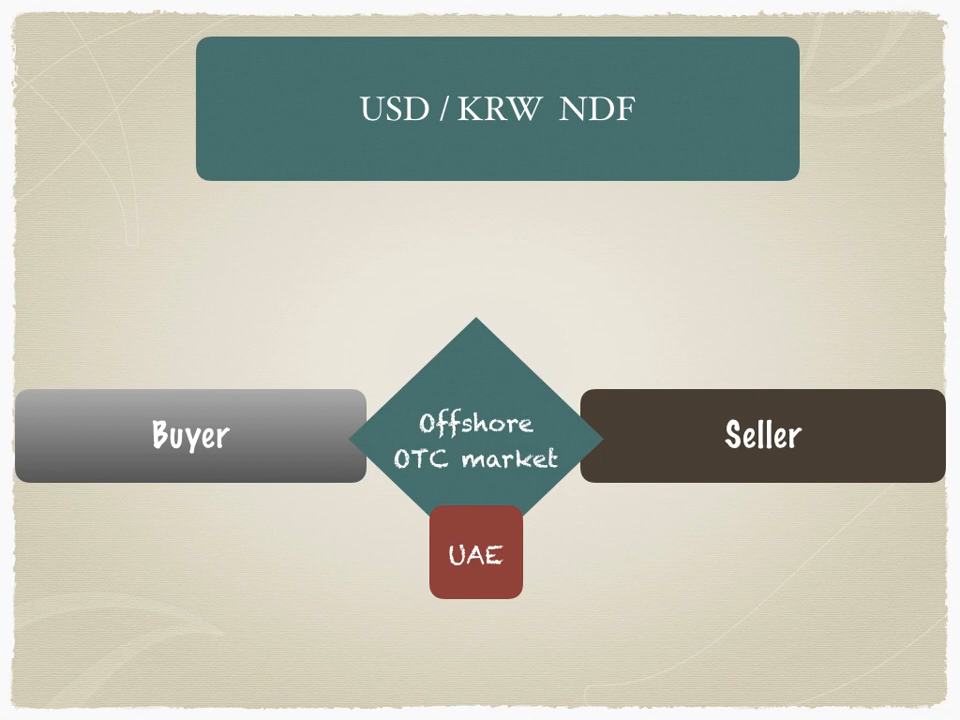 USD / KRW NDF
Offshore
OTC market
Buyer
Seller
UAE